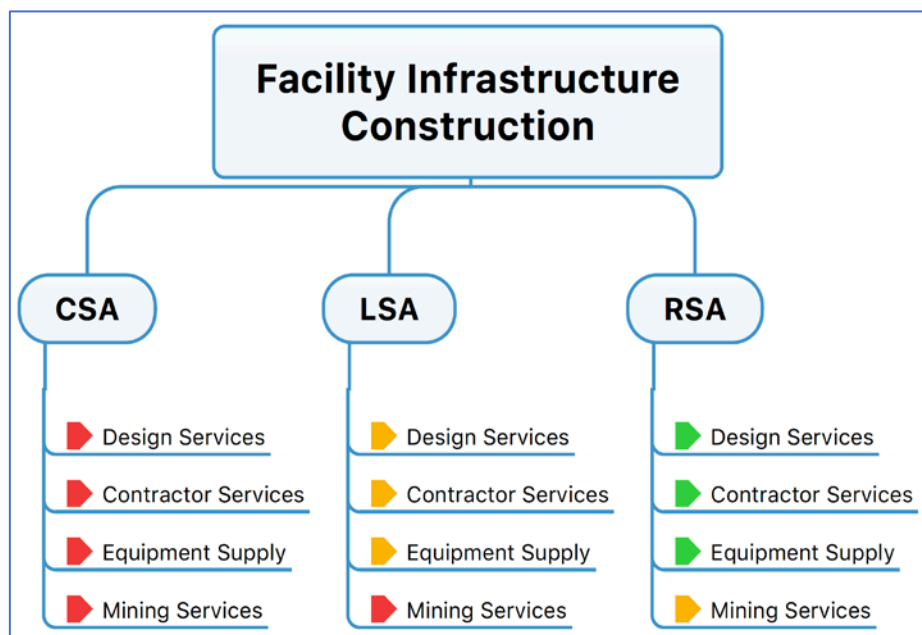 Facility Infrastructure
Construction
CSA
LSA
RSA
Design Services
Contractor Services
Equipment Supply
Mining Services
Design Services
Contractor Services
Equipment Supply
Mining Services
Design Services
Contractor Services
Equipment Supply
Mining Services